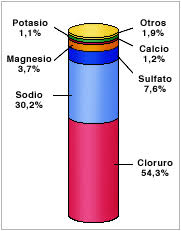 Potasio
1,1%
Otros
1,9%
Magnesio
3,7%
Calcio
1,2%
Sulfato
7,6%
Sodio
30,2%
Cloruro
54,3%